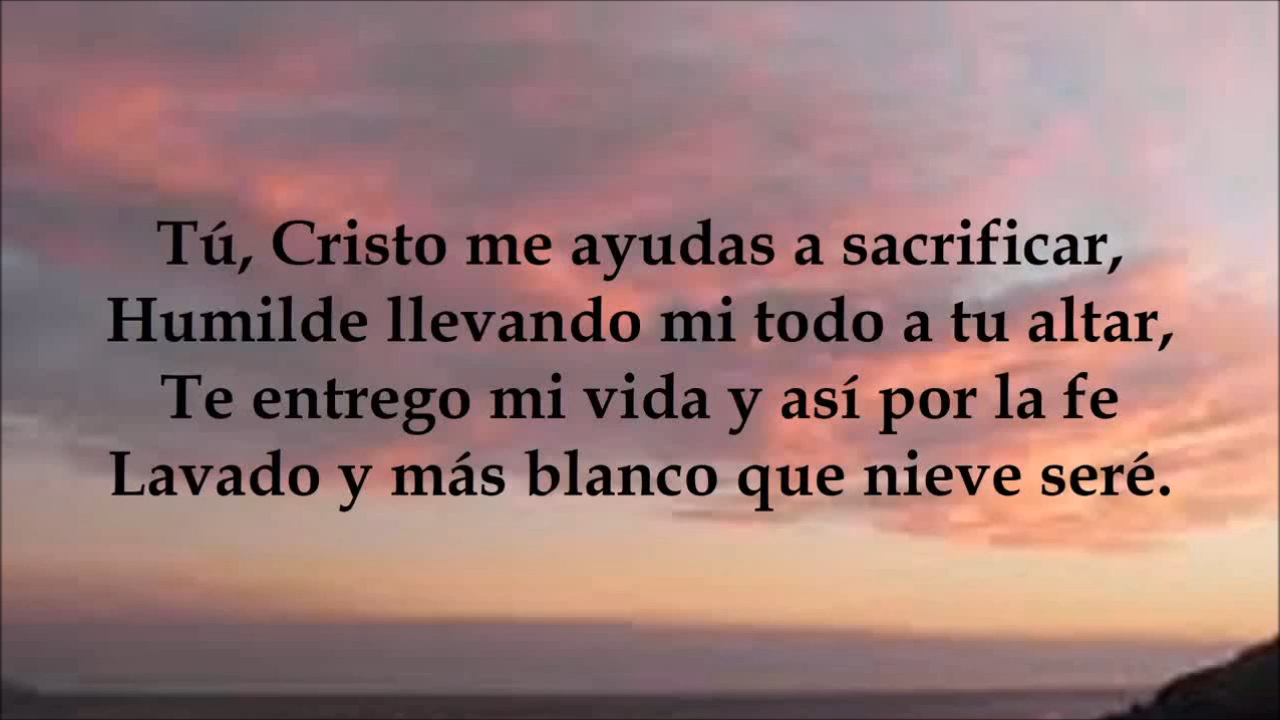 Tú, Cristo me ayudas a sacrificar,
Humilde llevando mi todo a tu altar,
Te entrego mi vida y así por la fe
Lavado y más blanco que nieve seré.